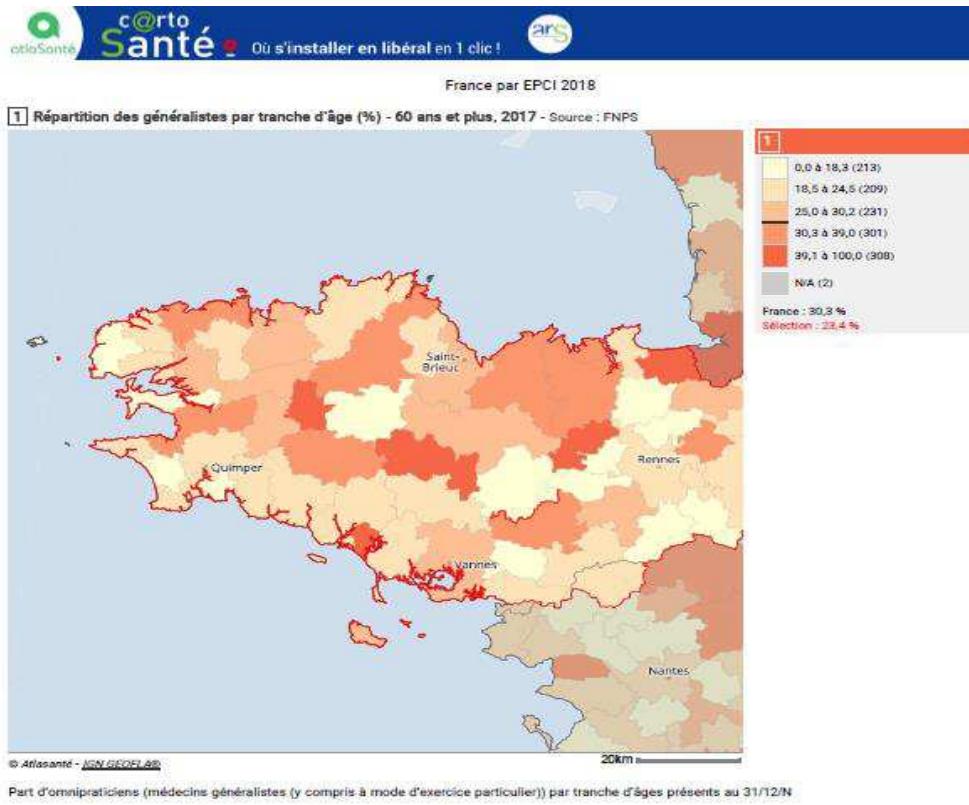 atlaSanté
c@rto
Santé
Où s'installer en libéral en 1 clic !
ars
France par EPCI 2018
1 Répartition des généralistes par tranche d'âge (%) - 60 ans et plus, 2017 - Source : FNPS
1
0,0 à 18,3 (213)
18,5 à 24,5 (209)
25,0 à 30,2 (231)
30,3 à 39,0 (301)
39,1 à 100,0 (308)
N/A (2)
France : 30,3 %
Sélection : 23,4 %
Saint-
Brieuc
Quimper
Rennes
Vannes
Nantes
20km
© Atlasanté - IGN GEOFLA®
Part d'omnipraticiens (médecins généralistes (y compris à mode d'exercice particulier)) par tranche d'âges présents au 31/12/N